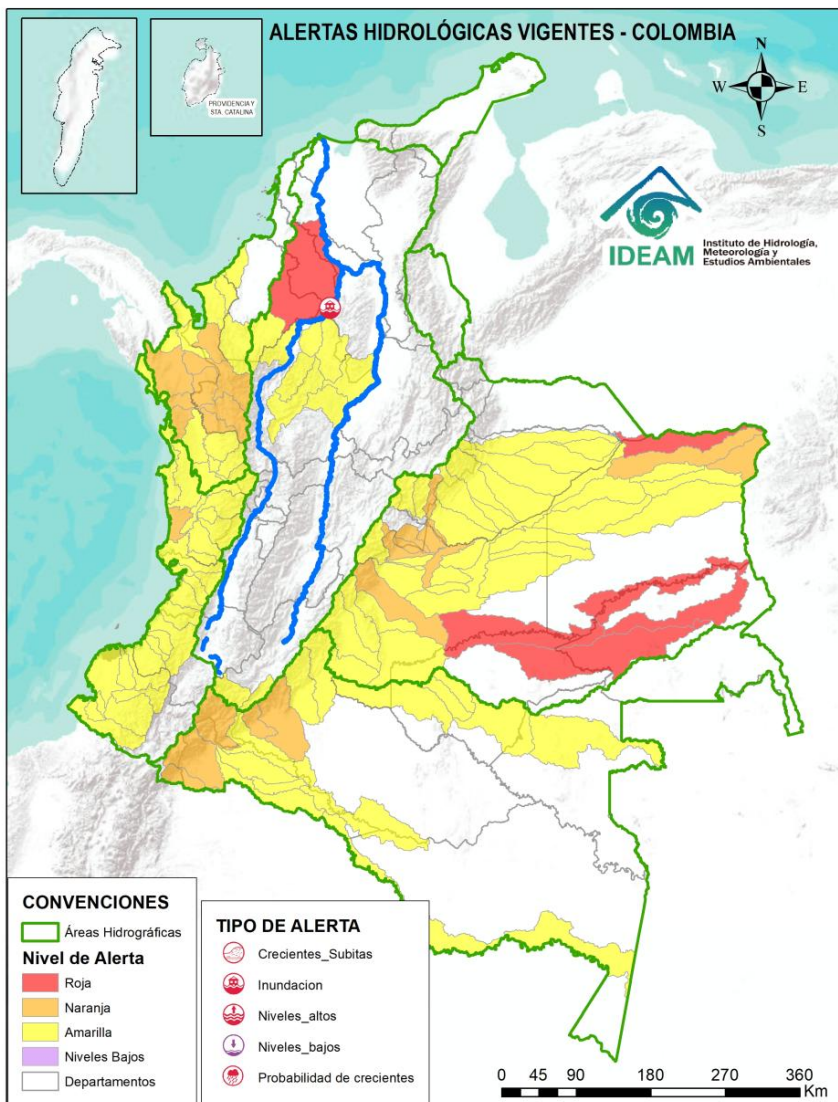 ALERTAS HIDROLÓGICAS VIGENTES - COLOMBIA
PROVIDENCIA Y
STA. CATALINA
N
W
E
S
IDEAM
Instituto de Hidrología,
Meteorología y
Estudios Ambientales
CONVENCIONES
Áreas Hidrográficas
Nivel de Alerta
Roja
Naranja
Amarilla
Niveles Bajos
Departamentos
TIPO DE ALERTA
Crecientes_Subitas
Inundacion
Niveles_altos
Niveles_bajos
Probabilidad de crecientes
0 45 90 180 270 360
Km